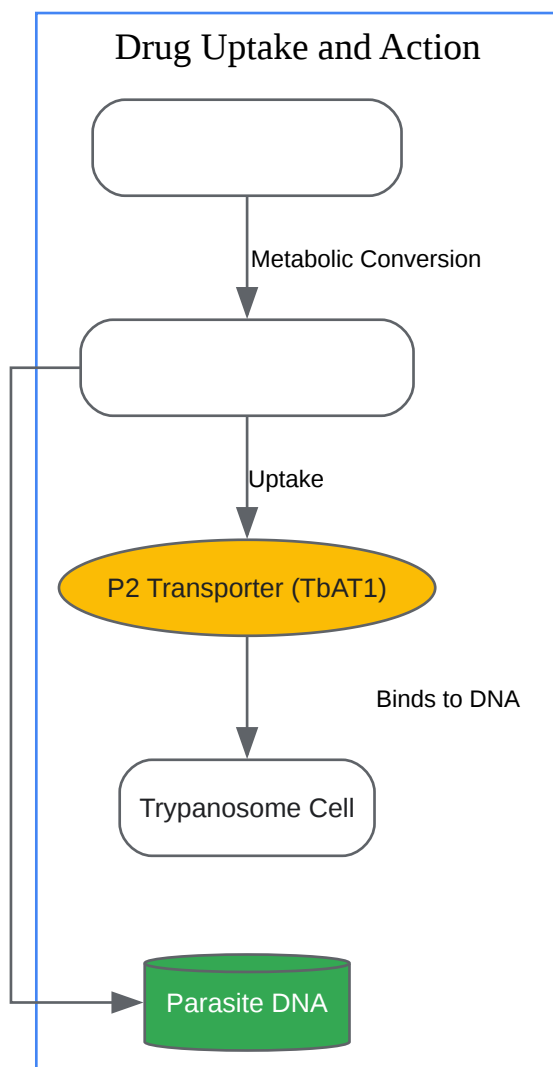 Drug Uptake and Action
Metabolic Conversion
Uptake
P2 Transporter (TbAT1)
Binds to DNA
Trypanosome Cell
Parasite DNA